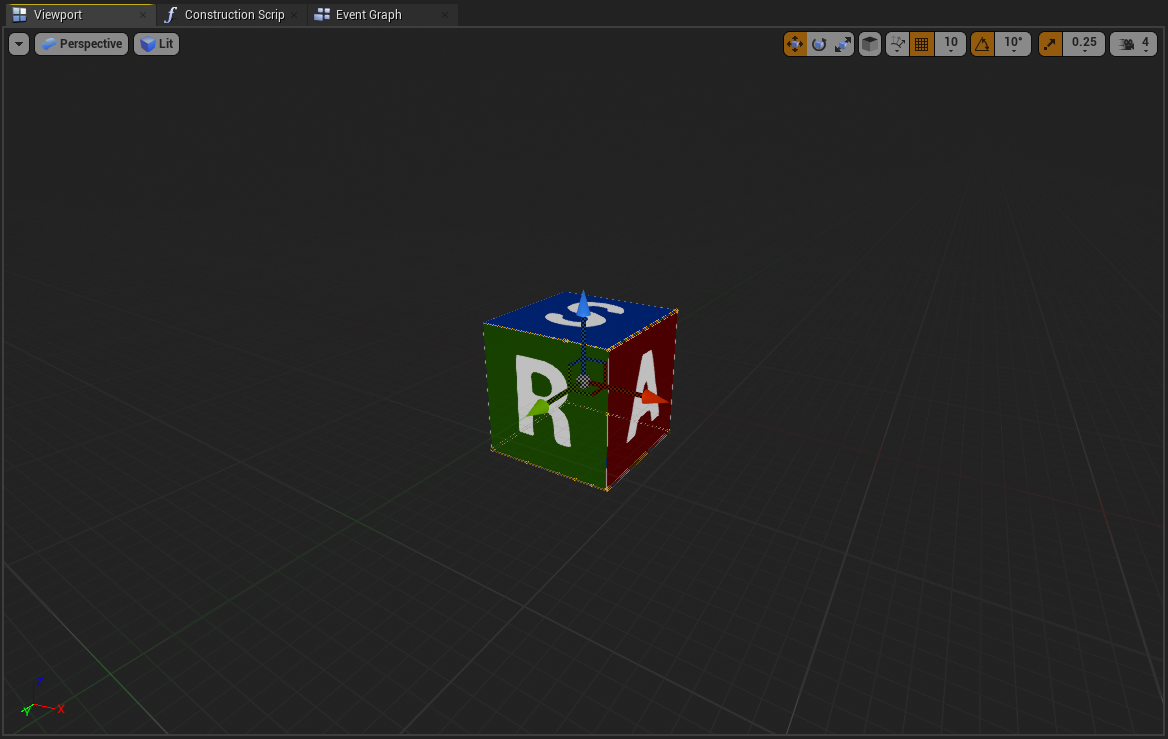 Viewport Construction Scrip Event Graph
Perspective Lit 10 10° 0.25 4
S
R A
Z
Y X